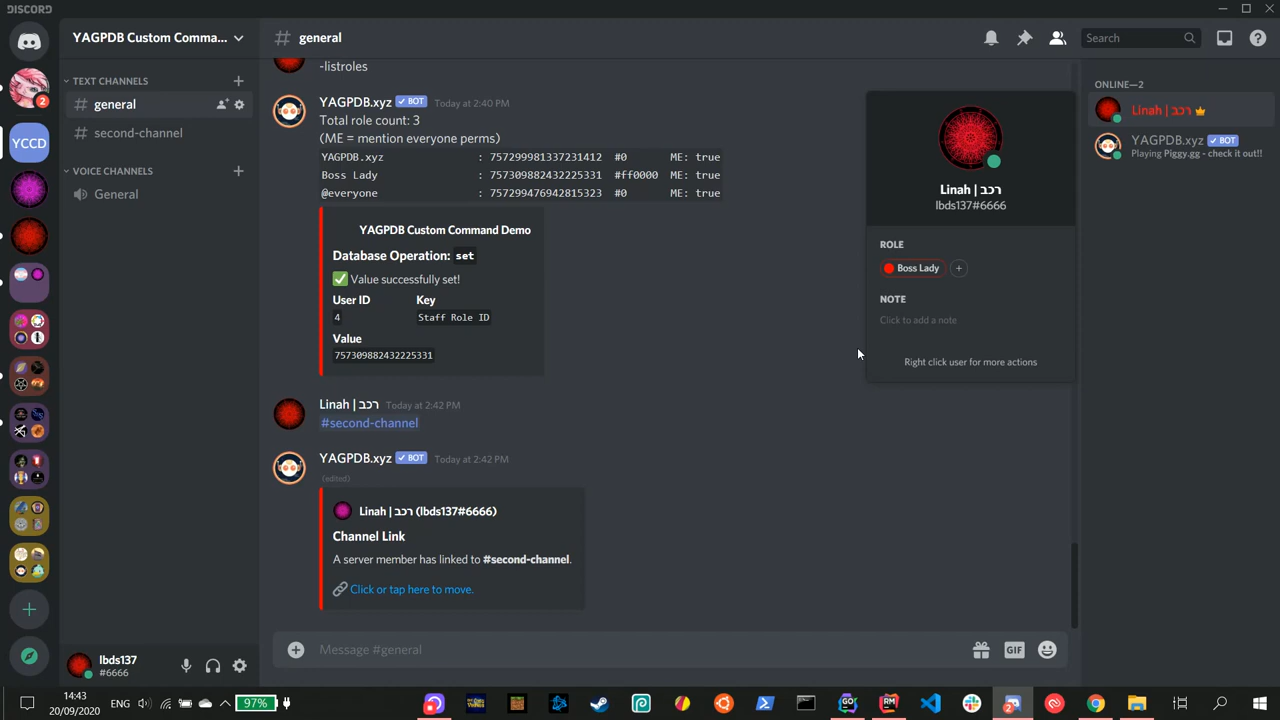 DISCORD
YAGPDB Custom Comma...
# general
Search
TEXT CHANNELS
# general
# second-channel
VOICE CHANNELS
General
2
YCCD
-listroles
YAGPDB.xyz ✓ BOT Today at 2:40 PM
Total role count: 3
(ME = mention everyone perms)
YAGPDB.xyz : 757299981337231412 #0 ME: true
Boss Lady : 757309882432225331 #ff0000 ME: true
@everyone : 757299476942815323 #0 ME: true
YAGPDB Custom Command Demo
Database Operation: set
✅ Value successfully set!
User ID Key
4 Staff Role ID
Value
757309882432225331
Linah | רכב Today at 2:42 PM
#second-channel
YAGPDB.xyz ✓ BOT Today at 2:42 PM
(edited)
Linah | רכב (lbds137#6666)
Channel Link
A server member has linked to #second-channel.
🔗 Click or tap here to move.
Message #general
GIF
Linah | רכב
lbds137#6666
ROLE
Boss Lady +
NOTE
Click to add a note
Right click user for more actions
ONLINE—2
Linah | רכב
YAGPDB.xyz ✓ BOT
Playing Piggy.gg - check it out!!
lbds137
#6666
14:43
20/09/2020
ENG
97%